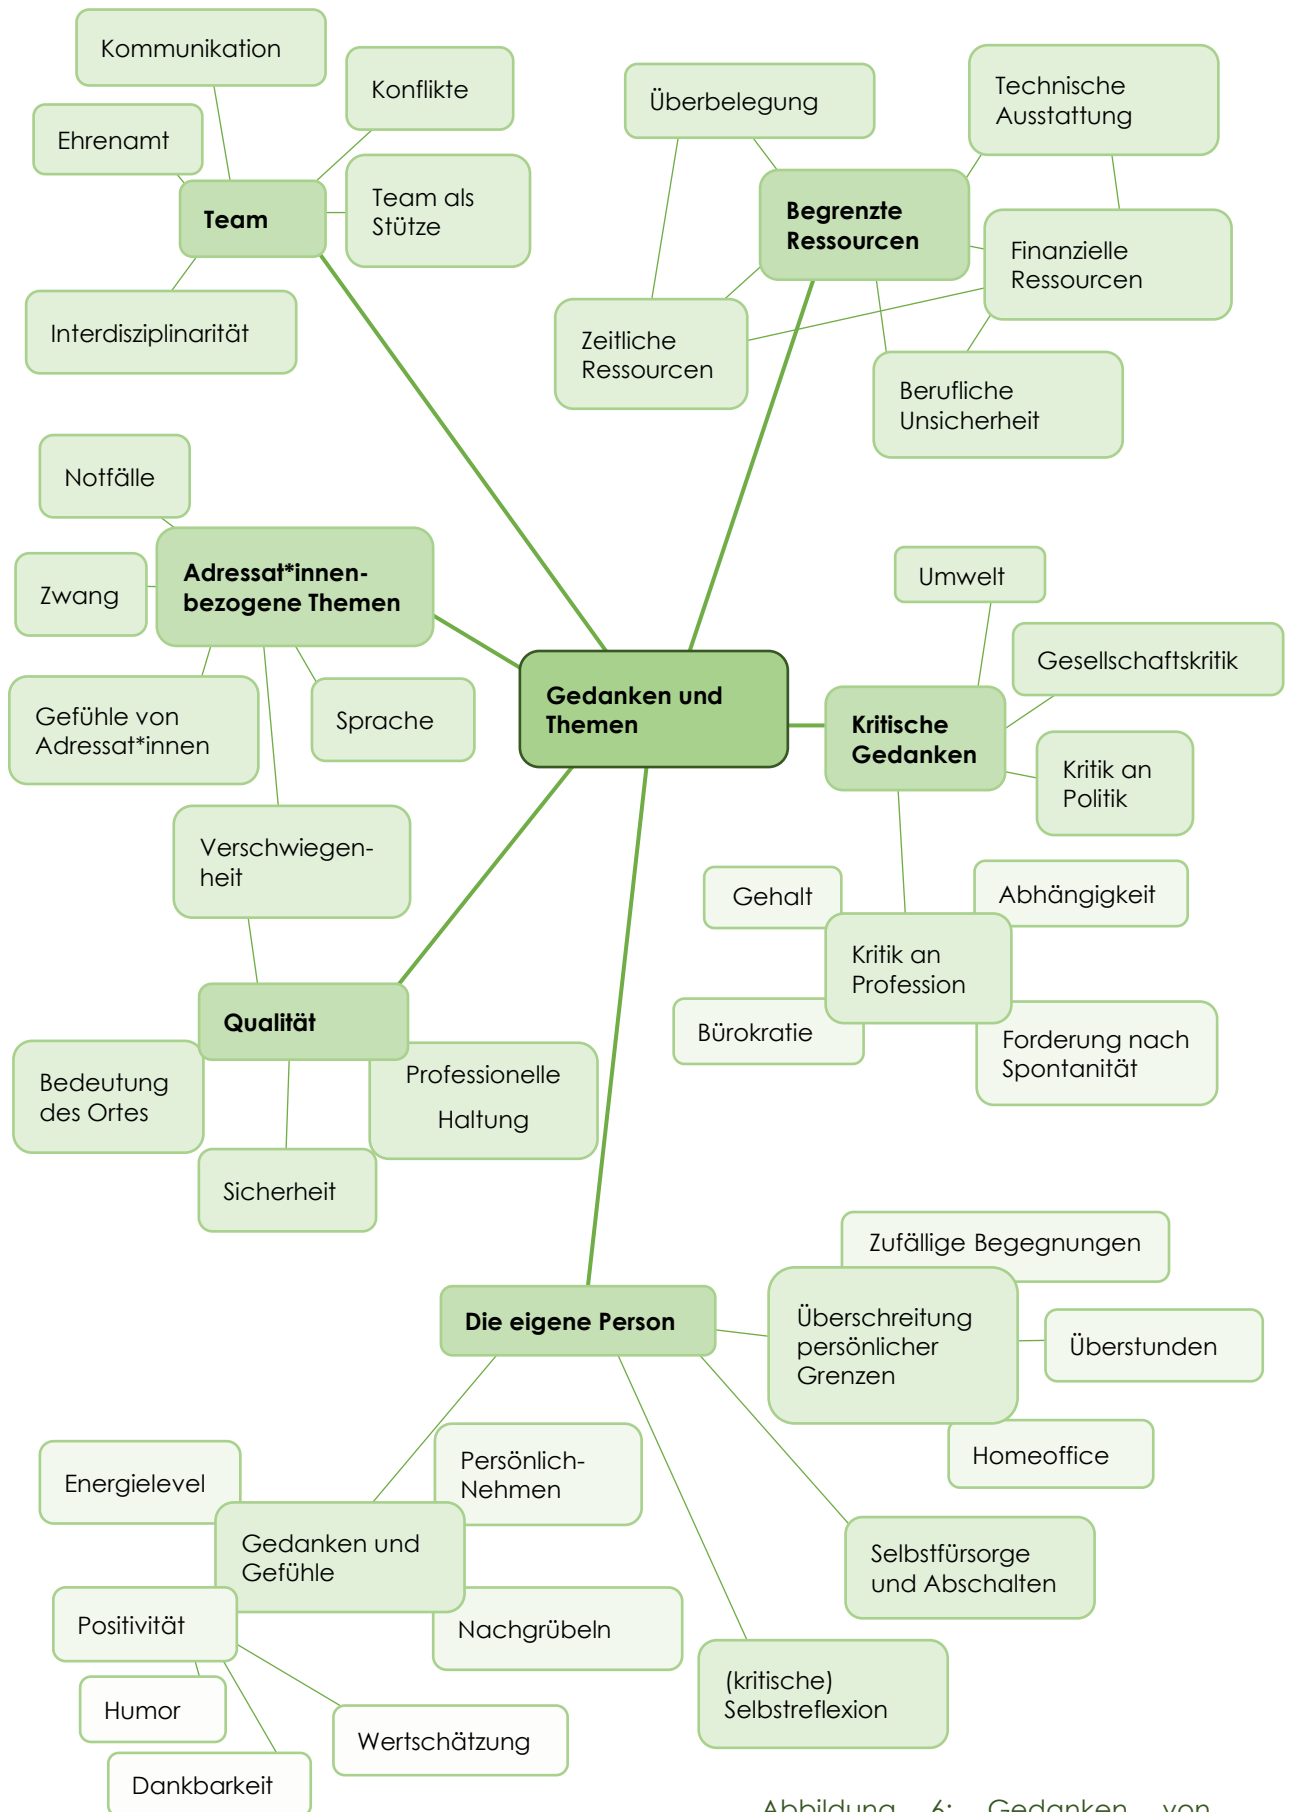 Kommunikation
Konflikte
Ehrenamt
Team als
Stütze
Team
Interdisziplinarität
Überbelegung
Technische
Ausstattung
Begrenzte
Ressourcen
Finanzielle
Ressourcen
Zeitliche
Ressourcen
Berufliche
Unsicherheit
Notfälle
Adressat*innen-
bezogene Themen
Zwang
Gefühle von
Adressat*innen
Sprache
Verschwiegen-
heit
Gedanken und
Themen
Umwelt
Gesellschaftskritik
Kritische
Gedanken
Kritik an
Politik
Gehalt
Abhängigkeit
Kritik an
Profession
Bürokratie
Forderung nach
Spontanität
Qualität
Bedeutung
des Ortes
Professionelle
Haltung
Sicherheit
Die eigene Person
Zufällige Begegnungen
Überschreitung
persönlicher
Grenzen
Überstunden
Homeoffice
Energielevel
Persönlich-
Nehmen
Gedanken und
Gefühle
Selbstfürsorge
und Abschalten
Positivität
Nachgrübeln
(kritische)
Selbstreflexion
Humor
Wertschätzung
Dankbarkeit
Abbildung 6: Gedanken von